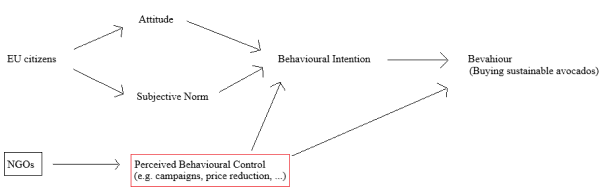 Attitude
EU citizens
Behavioural Intention
Bevahiour
(Buying sustainable avocados)
Subjective Norm
NGOs
Perceived Behavioural Control
(e.g. campaigns, price reduction, ...)